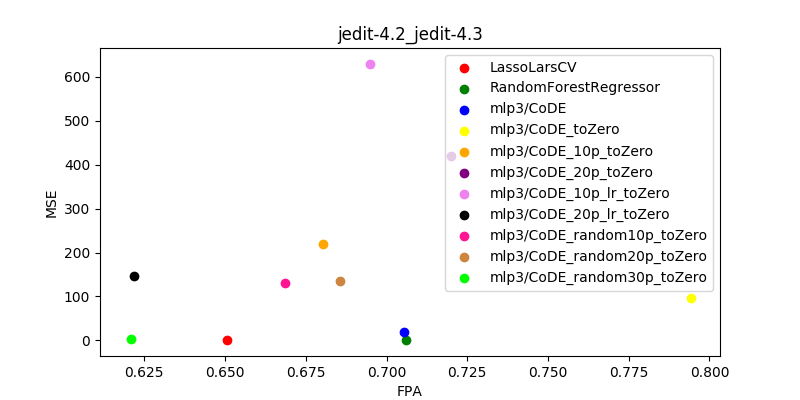 jedit-4.2_jedit-4.3
MSE
600
500
400
300
200
100
0
LassoLarsCV
RandomForestRegressor
mlp3/CoDE
mlp3/CoDE_toZero
mlp3/CoDE_10p_toZero
mlp3/CoDE_20p_toZero
mlp3/CoDE_10p_lr_toZero
mlp3/CoDE_20p_lr_toZero
mlp3/CoDE_random10p_toZero
mlp3/CoDE_random20p_toZero
mlp3/CoDE_random30p_toZero
0.625 0.650 0.675 0.700 0.725 0.750 0.775 0.800
FPA